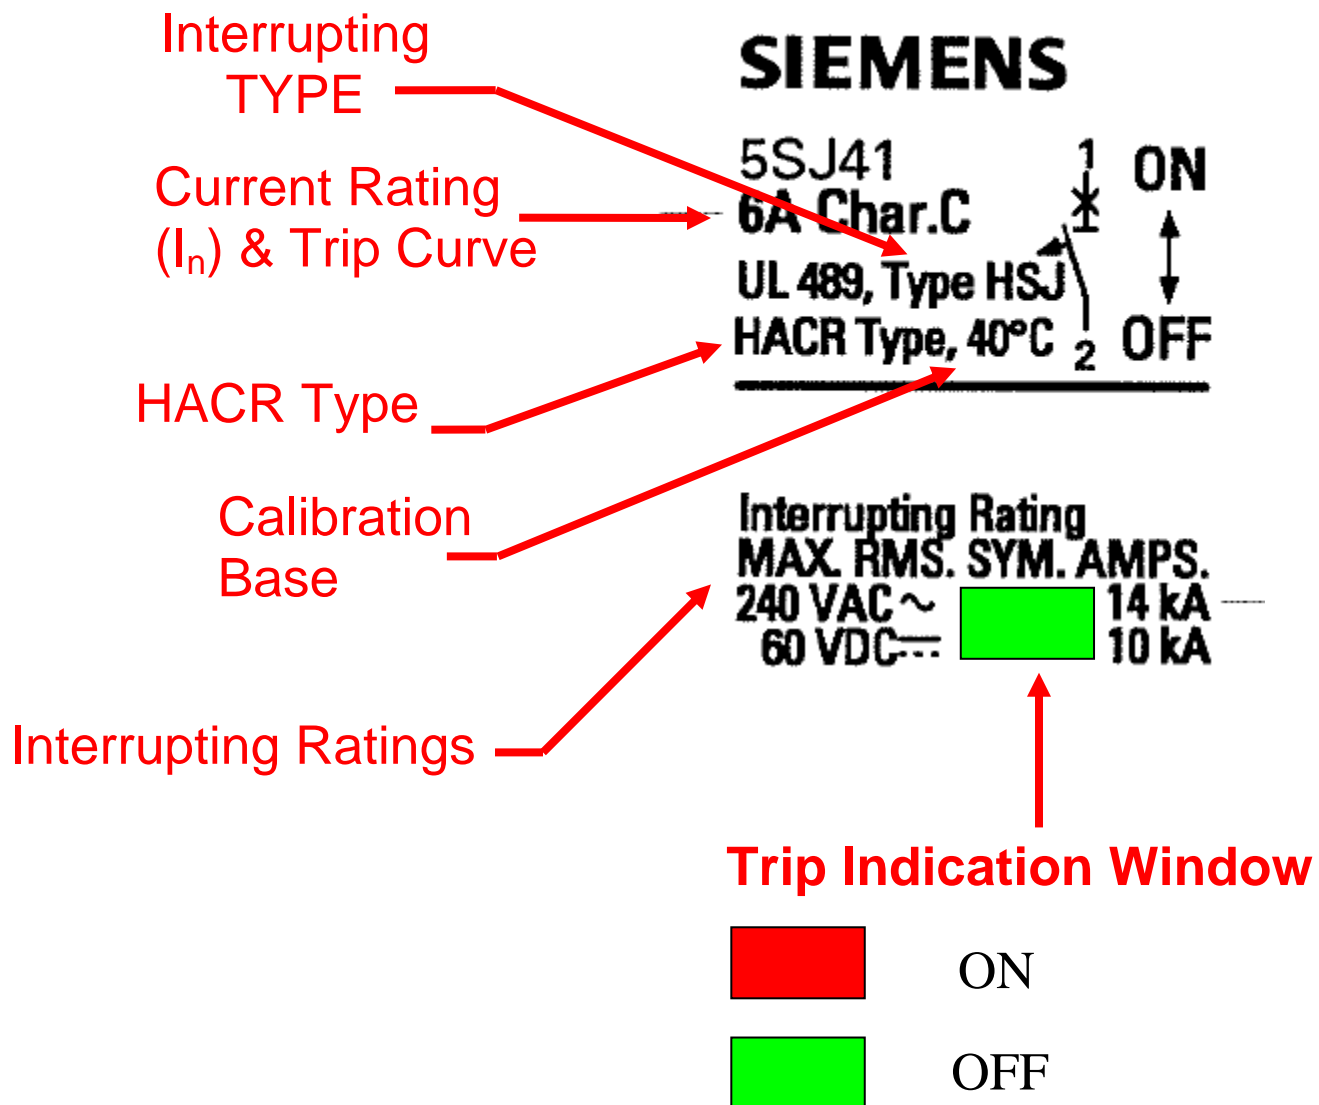 Interrupting
TYPE
Current Rating
(In) & Trip Curve
HACR Type
Calibration
Base
Interrupting Ratings
SIEMENS
5SJ41
6A Char.C
UL 489, Type HSJ
HACR Type, 40°C
1
2
ON
OFF
Interrupting Rating
MAX. RMS. SYM. AMPS.
240 VAC ~ 14 kA
60 VDC 10 kA
Trip Indication Window
ON
OFF